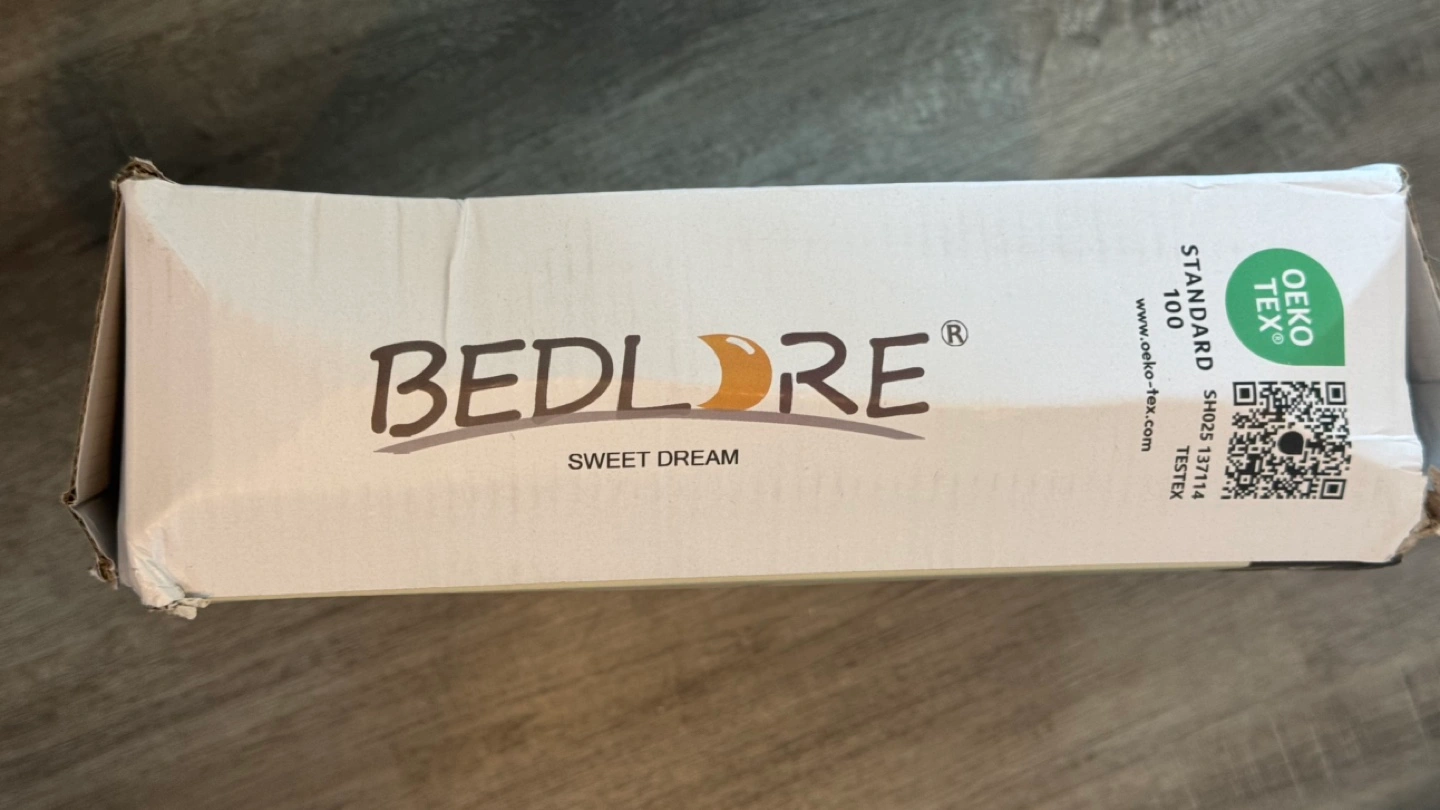 BEDLORE®
SWEET DREAM
OEKO
TEX®
STANDARD
100
SH025 137114
TESTEX
www.oeko-tex.com